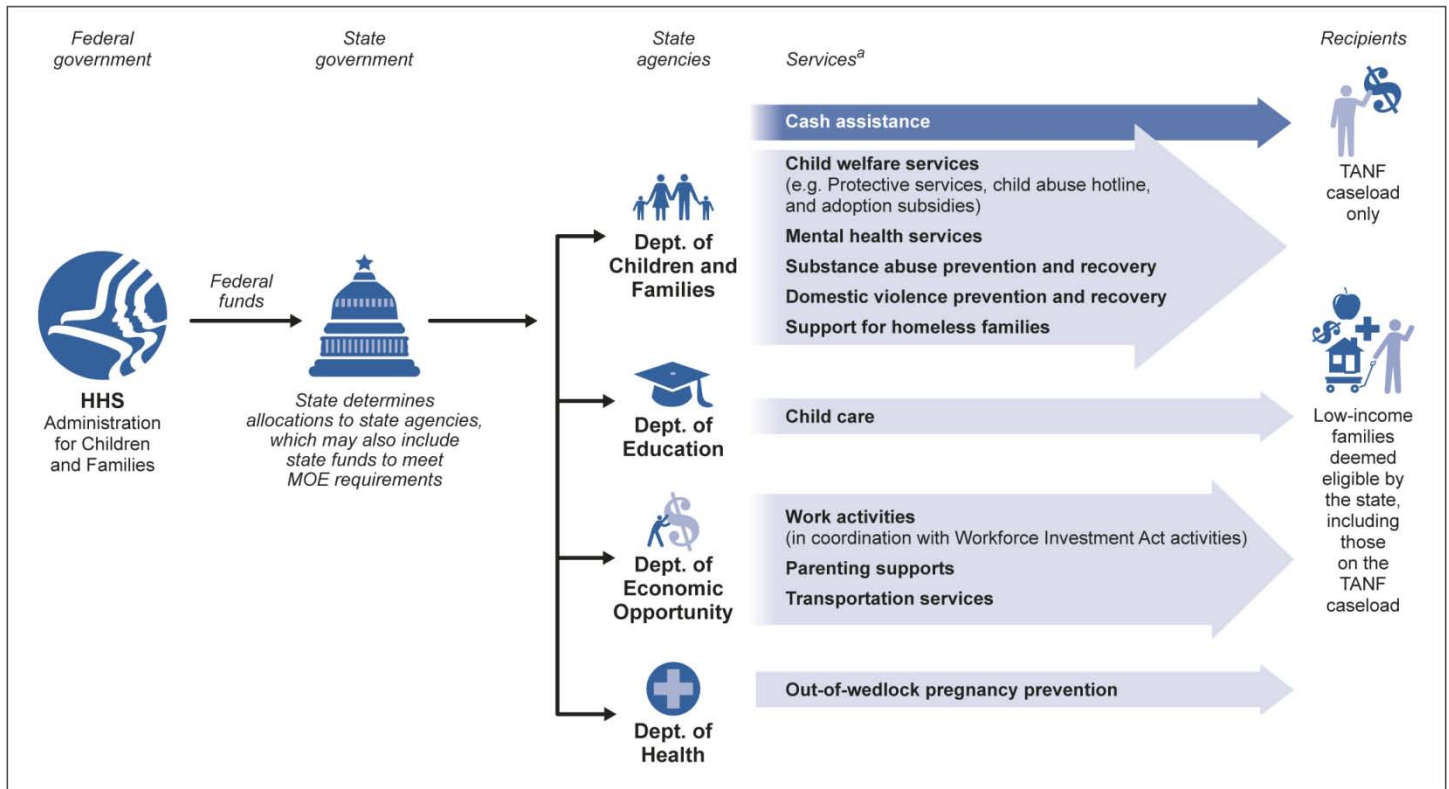 Federal
government
State
government
State
agencies
Servicesᵃ
Recipients
Cash assistance
TANF
caseload
only
Child welfare services
(e.g. Protective services, child abuse hotline,
and adoption subsidies)
Mental health services
Substance abuse prevention and recovery
Domestic violence prevention and recovery
Support for homeless families
Dept. of
Children and
Families
Federal
funds
HHS
Administration
for Children
and Families
State determines
allocations to state agencies,
which may also include
state funds to meet
MOE requirements
Dept. of
Education
Child care
Low-income
families
deemed
eligible by
the state,
including
those
on the
TANF
caseload
Work activities
(in coordination with Workforce Investment Act activities)
Parenting supports
Transportation services
Dept. of
Economic
Opportunity
Out-of-wedlock pregnancy prevention
Dept. of
Health